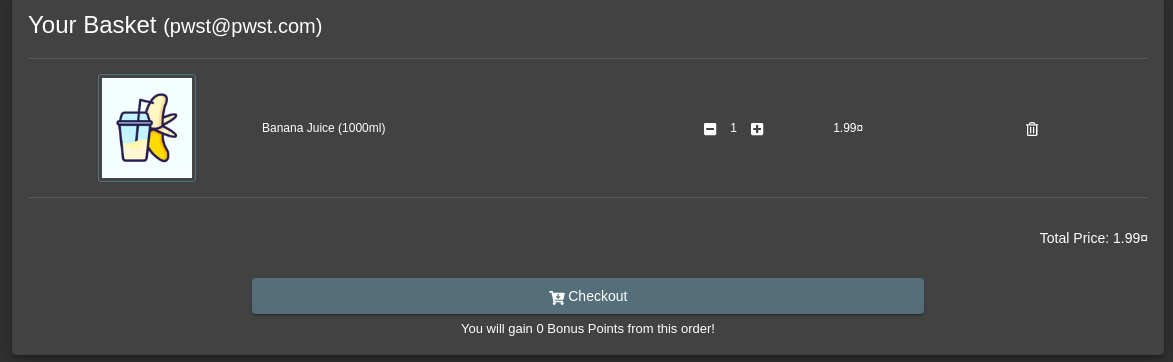 Your Basket (pwst@pwst.com)
Banana Juice (1000ml) 1 1.99¤
Total Price: 1.99¤
Checkout
You will gain 0 Bonus Points from this order!